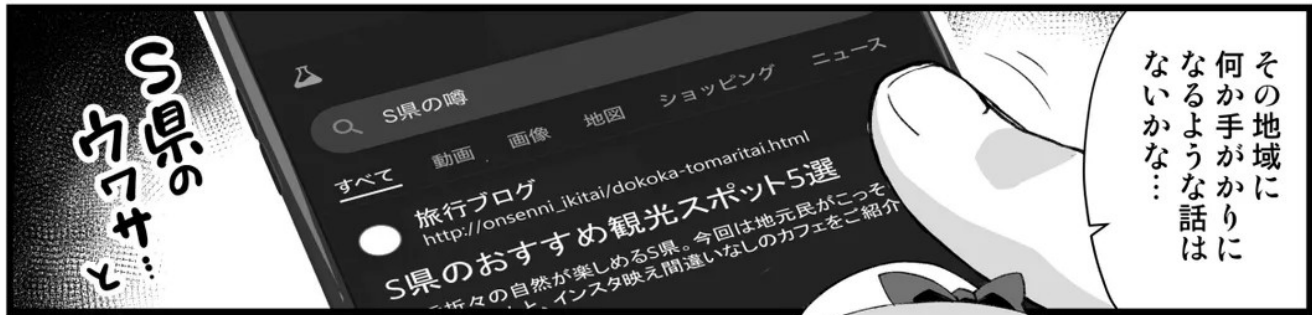 その地域に
何か手がかりに
なるような話は
ないかな…
S県の噂
すべて
動画
画像
地図
ショッピング
ニュース
旅行ブログ
http://onsenni_ikitai/dokoka-tomaritai.html
S県のおすすめ観光スポット5選
折々の自然が楽しめるS県。今回は地元民がこっそ
、インスタ映え間違いなしのカフェをご紹介
S県の
ウワサ…
と